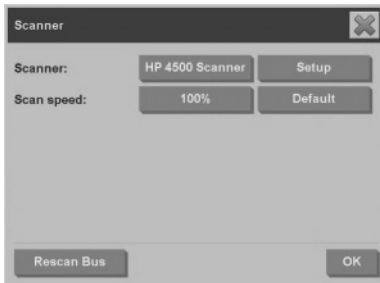 Scanner
Scanner: HP 4500 Scanner Setup
Scan speed: 100% Default
Rescan Bus OK